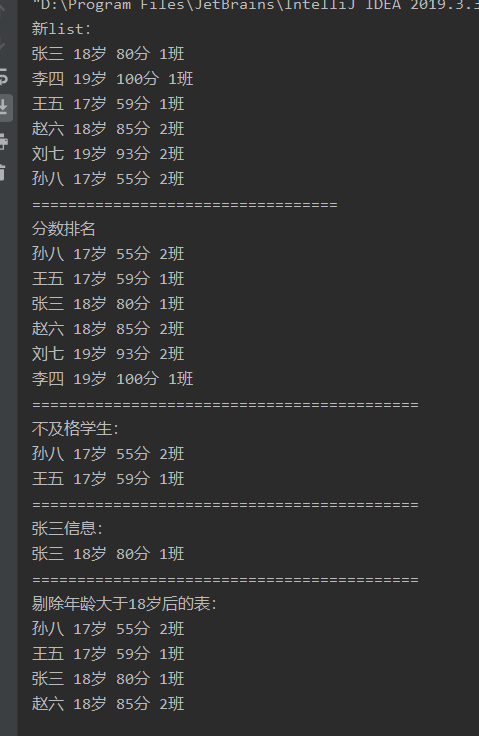 "D:\Program Files\JetBrains\IntelliJ IDEA 2019.3.3
新list:
张三 18岁 80分 1班
李四 19岁 100分 1班
王五 17岁 59分 1班
赵六 18岁 85分 2班
刘七 19岁 93分 2班
孙八 17岁 55分 2班
==================================
分数排名
孙八 17岁 55分 2班
王五 17岁 59分 1班
张三 18岁 80分 1班
赵六 18岁 85分 2班
刘七 19岁 93分 2班
李四 19岁 100分 1班
===========================================
不及格学生:
孙八 17岁 55分 2班
王五 17岁 59分 1班
===========================================
张三信息:
张三 18岁 80分 1班
===========================================
剔除年龄大于18岁后的表:
孙八 17岁 55分 2班
王五 17岁 59分 1班
张三 18岁 80分 1班
赵六 18岁 85分 2班